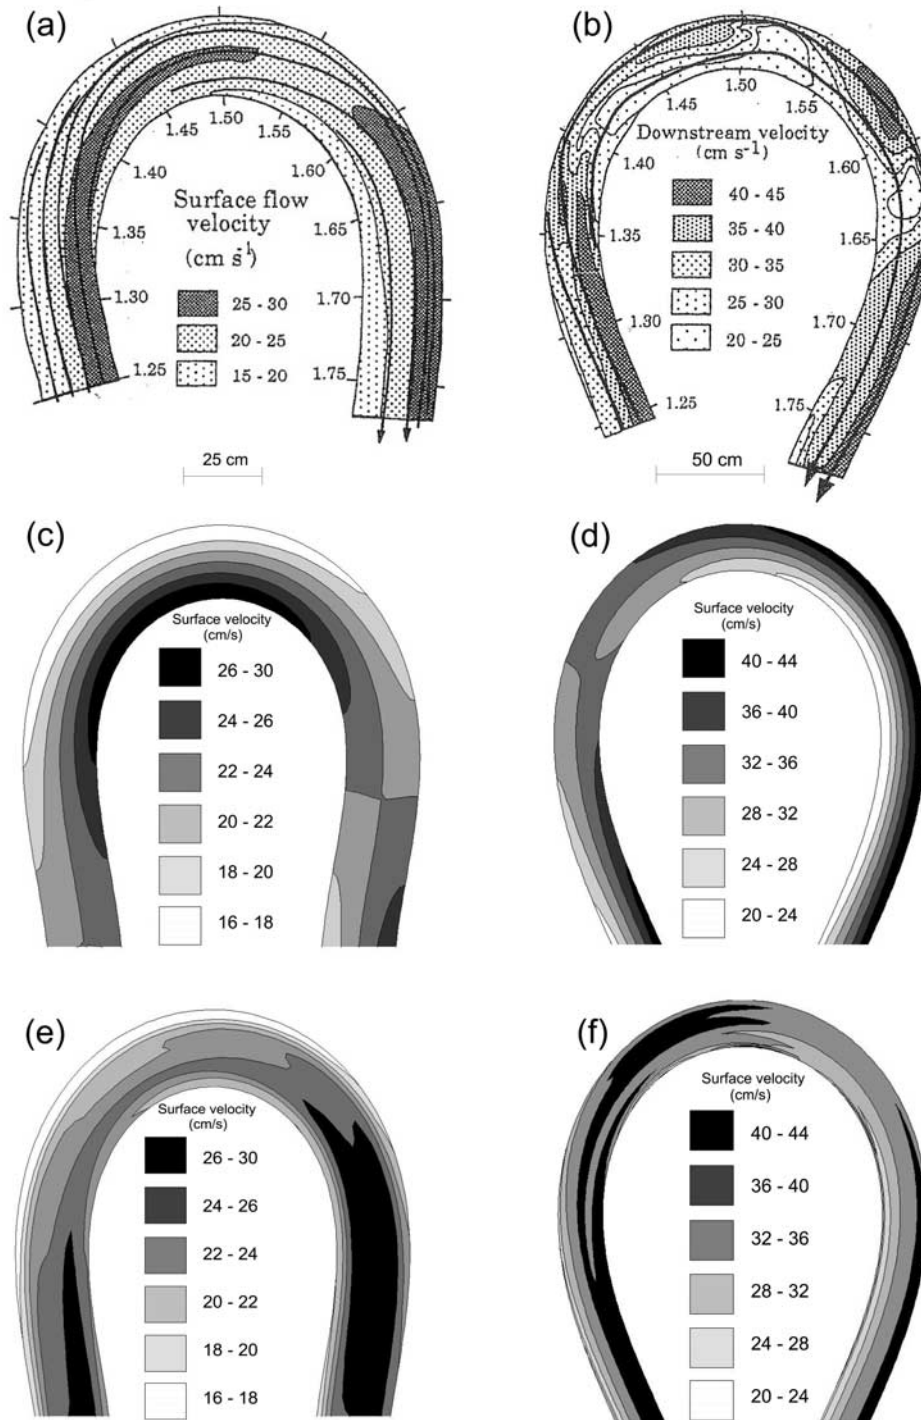 (a)
1.50
1.45
1.55
1.40
1.60
1.35
1.65
1.30
1.70
1.25
1.75
Surface flow
velocity
(cm s⁻¹)
25 - 30
20 - 25
15 - 20
25 cm
(b)
1.50
1.45
1.55
1.40
1.60
1.35
1.65
1.30
1.70
1.25
1.75
Downstream velocity
(cm s⁻¹)
40 - 45
35 - 40
30 - 35
25 - 30
20 - 25
50 cm
(c)
Surface velocity
(cm/s)
26 - 30
24 - 26
22 - 24
20 - 22
18 - 20
16 - 18
(d)
Surface velocity
(cm/s)
40 - 44
36 - 40
32 - 36
28 - 32
24 - 28
20 - 24
(e)
Surface velocity
(cm/s)
26 - 30
24 - 26
22 - 24
20 - 22
18 - 20
16 - 18
(f)
Surface velocity
(cm/s)
40 - 44
36 - 40
32 - 36
28 - 32
24 - 28
20 - 24